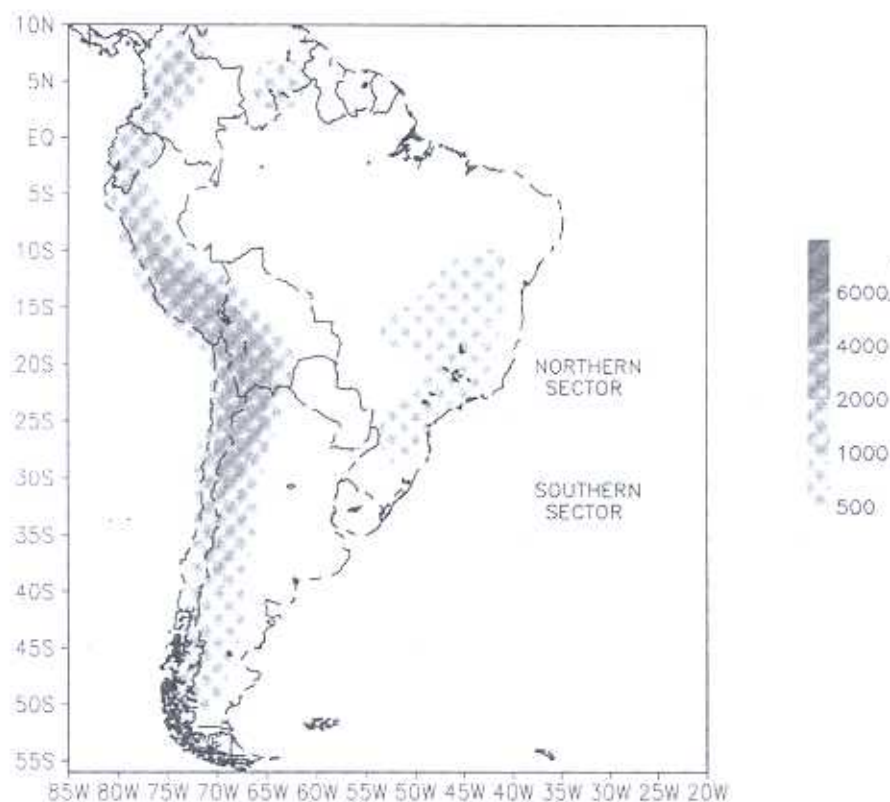 10N
5N
EQ
5S
10S
15S
20S
25S
30S
35S
40S
45S
50S
55S
NORTHERN
SECTOR
SOUTHERN
SECTOR
6000
4000
2000
1000
500
85W 80W 75W 70W 65W 60W 55W 50W 45W 40W 35W 30W 25W 20W